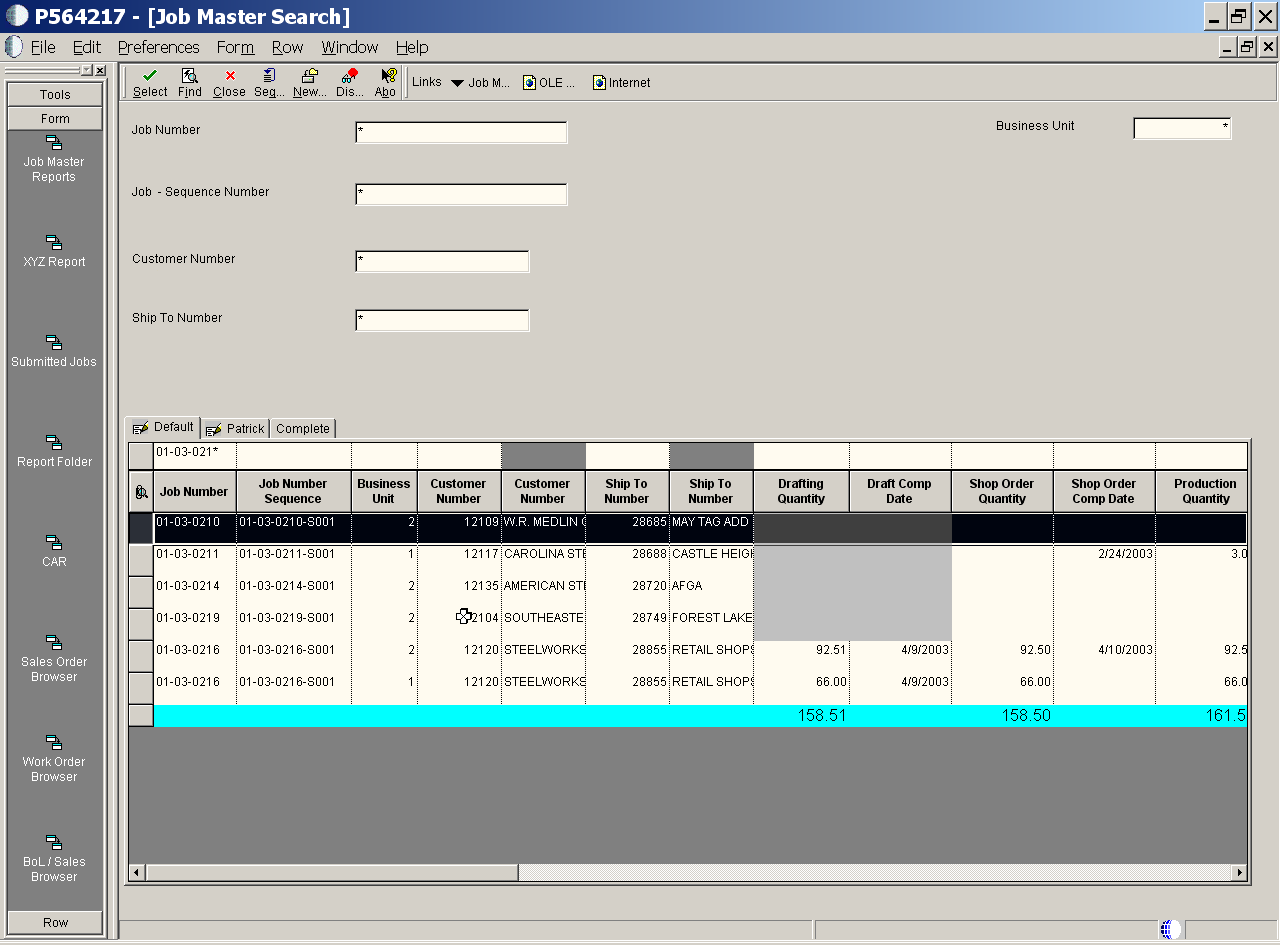 P564217 - [Job Master Search]
File Edit Preferences Form Row Window Help
Tools
Form
Job Master
Reports
XYZ Report
Submitted Jobs
Report Folder
CAR
Sales Order
Browser
Work Order
Browser
BoL / Sales
Browser
Row
Select Find Close Seq... New... Dis... Abo
Links Job M... OLE ... Internet
Job Number *
Business Unit *
Job - Sequence Number *
Customer Number *
Ship To Number *
Default Patrick Complete
01-03-021*
Job Number Job Number Sequence Business Unit Customer Number Customer Number Ship To Number Ship To Number Drafting Quantity Draft Comp Date Shop Order Quantity Shop Order Comp Date Production Quantity
01-03-0210 01-03-0210-S001 2 12109 W.R. MEDLIN 28685 MAY TAG ADD
01-03-0211 01-03-0211-S001 1 12117 CAROLINA STE 28688 CASTLE HEIGH 2/24/2003 3.0
01-03-0214 01-03-0214-S001 2 12135 AMERICAN STE 28720 AFGA
01-03-0219 01-03-0219-S001 2 2104 SOUTHEASTE 28749 FOREST LAKE
01-03-0216 01-03-0216-S001 2 12120 STEELWORKS 28855 RETAIL SHOPS 92.51 4/9/2003 92.50 4/10/2003 92.5
01-03-0216 01-03-0216-S001 1 12120 STEELWORKS 28855 RETAIL SHOPS 66.00 4/9/2003 66.00 66.0
158.51 158.50 161.5